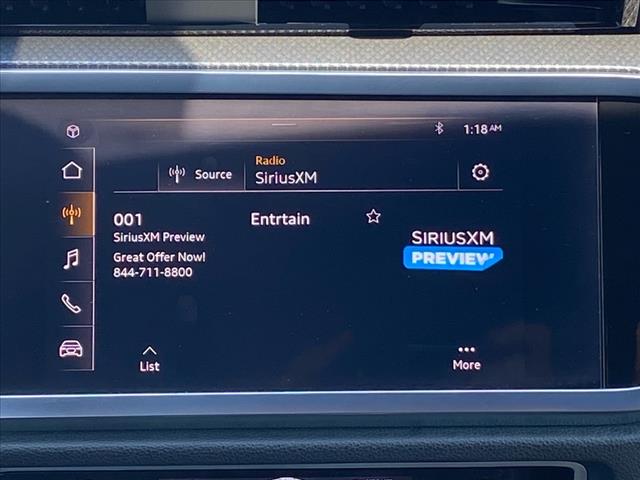 1:18 AM
Radio
Source
SiriusXM
001
Entrtain
SiriusXM Preview
Great Offer Now!
844-711-8800
SIRIUSXM
PREVIEW
List
More